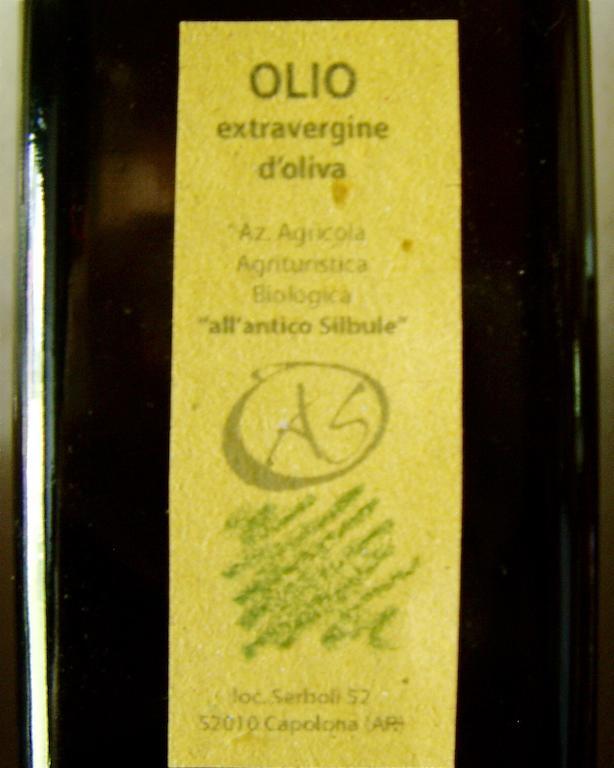 OLIO
extravergine
d'oliva
Az. Agricola
Agrituristica
Biologica
"all'antico Silbule"
AS
loc. Serboli 52
52010 Capolona (AR)